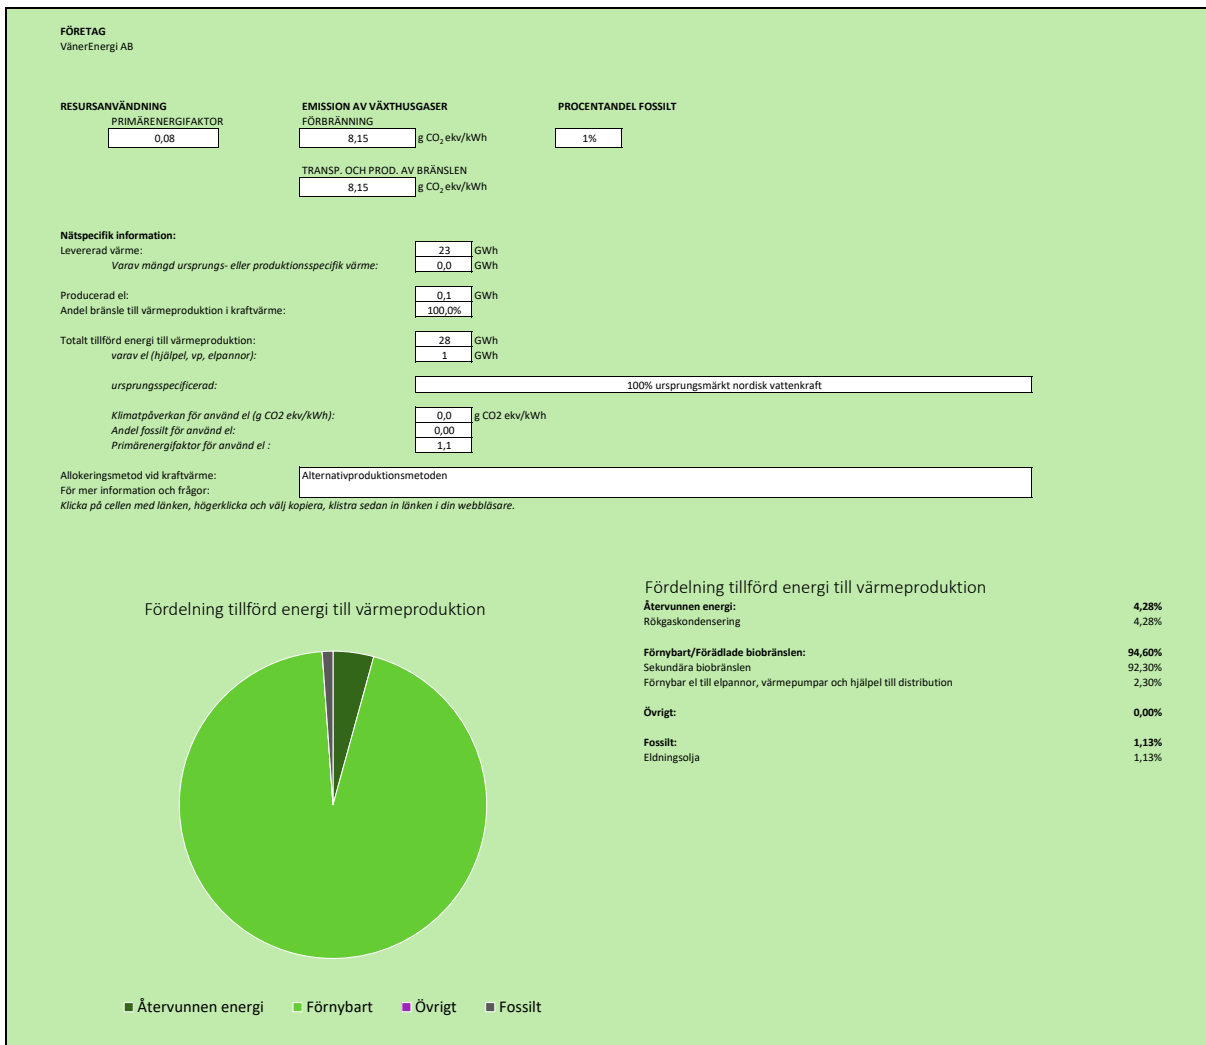 FÖRETAG
VänerEnergi AB
RESURSANVÄNDNING EMISSION AV VÄXTHUSGASER PROCENTANDEL FOSSILT
PRIMÄRENERGIFAKTOR FÖRBRÄNNING
0,08 8,15 g CO₂ ekv/kWh 1%
TRANSP. OCH PROD. AV BRÄNSLEN
8,15 g CO₂ ekv/kWh
Nätspecifik information:
Levererad värme: 23 GWh
Varav mängd ursprungs- eller produktionsspecifik värme: 0,0 GWh
Producerad el: 0,1 GWh
Andel bränsle till värmeproduktion i kraftvärme: 100,0%
Totalt tillförd energi till värmeproduktion: 28 GWh
varav el (hjälpel, vp, elpannor): 1 GWh
ursprungsspecificerad: 100% ursprungsmärkt nordisk vattenkraft
Klimatpåverkan för använd el (g CO2 ekv/kWh): 0,0 g CO2 ekv/kWh
Andel fossilt för använd el: 0,00
Primärenergifaktor för använd el : 1,1
Allokeringsmetod vid kraftvärme: Alternativproduktionsmetoden
För mer information och frågor:
Klicka på cellen med länken, högerklicka och välj kopiera, klistra sedan in länken i din webbläsare.
Fördelning tillförd energi till värmeproduktion
Återvunnen energi Förnybart Övrigt Fossilt
Fördelning tillförd energi till värmeproduktion
Återvunnen energi: 4,28%
Rökgaskondensering 4,28%
Förnybart/Förädlade biobränslen: 94,60%
Sekundära biobränslen 92,30%
Förnybar el till elpannor, värmepumpar och hjälpel till distribution 2,30%
Övrigt: 0,00%
Fossilt: 1,13%
Eldningsolja 1,13%